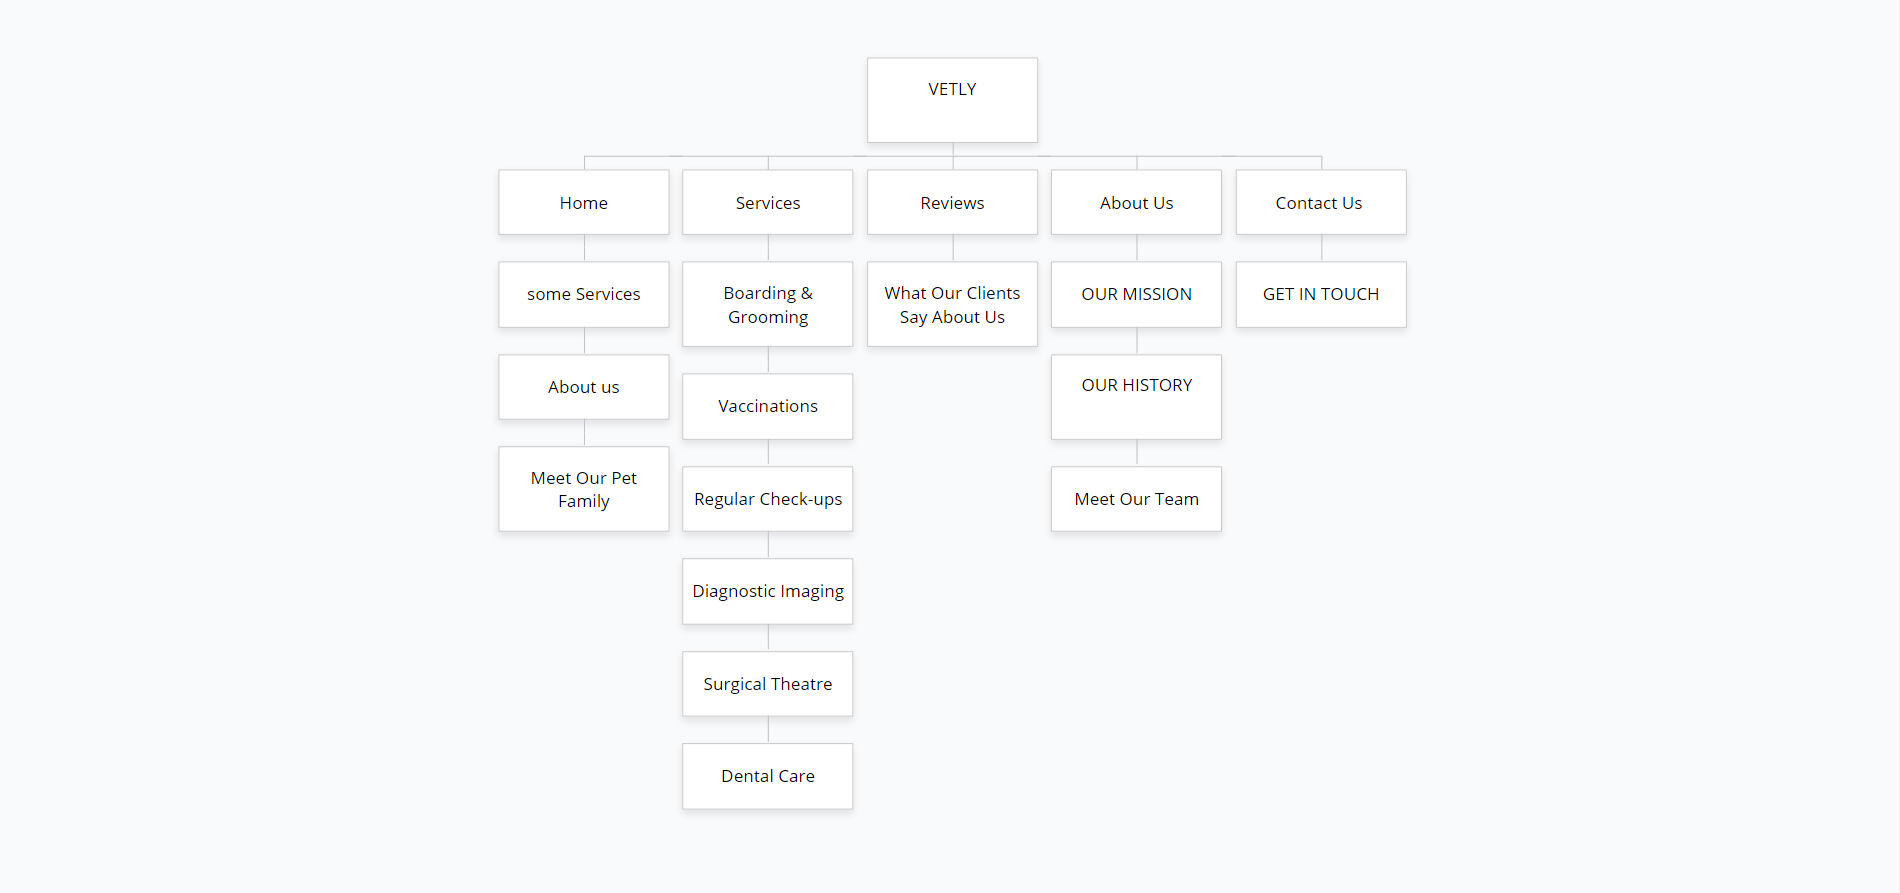 VETLY
Home
Services
Reviews
About Us
Contact Us
some Services
Boarding &
Grooming
What Our Clients
Say About Us
OUR MISSION
GET IN TOUCH
About us
Vaccinations
OUR HISTORY
Meet Our Pet
Family
Regular Check-ups
Meet Our Team
Diagnostic Imaging
Surgical Theatre
Dental Care